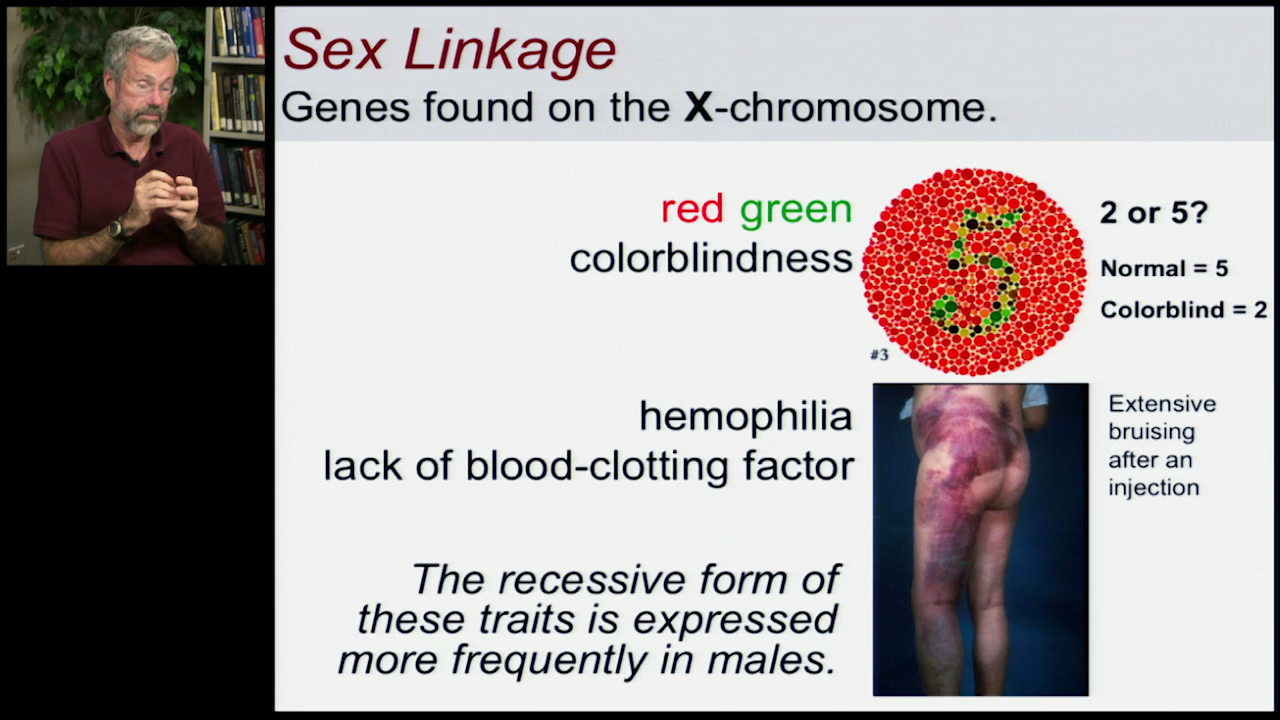 Sex Linkage
Genes found on the X-chromosome.
red green
colorblindness
2 or 5?
Normal = 5
Colorblind = 2
5
#3
hemophilia
lack of blood-clotting factor
Extensive
bruising
after an
injection
The recessive form of
these traits is expressed
more frequently in males.